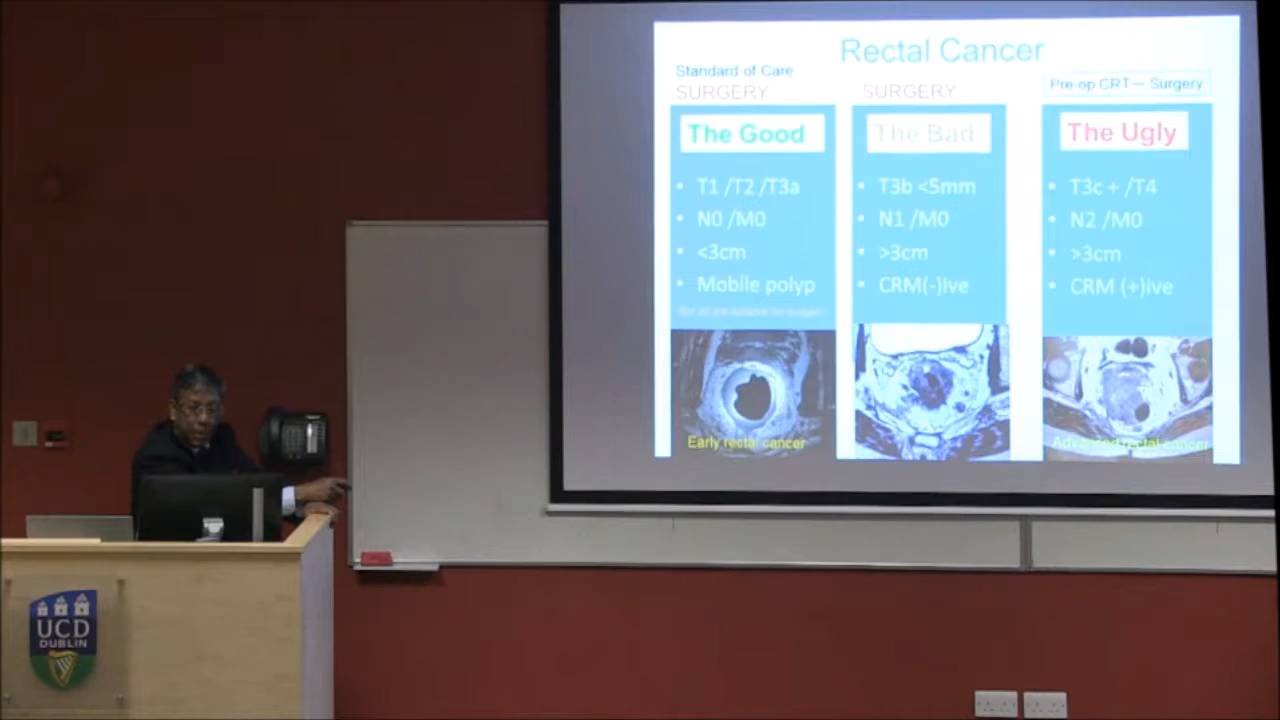 Rectal Cancer
Standard of Care
SURGERY
The Good
• T1 /T2 /T3a
• N0 /M0
• <3cm
• Mobile polyp
Early rectal cancer
SURGERY
The Bad
• T3b <5mm
• N1 /M0
• >3cm
• CRM(-)ive
Pre-op CRT — Surgery
The Ugly
• T3c + /T4
• N2 /M0
• >3cm
• CRM (+)ive
Advanced rectal cancer
UCD
DUBLIN